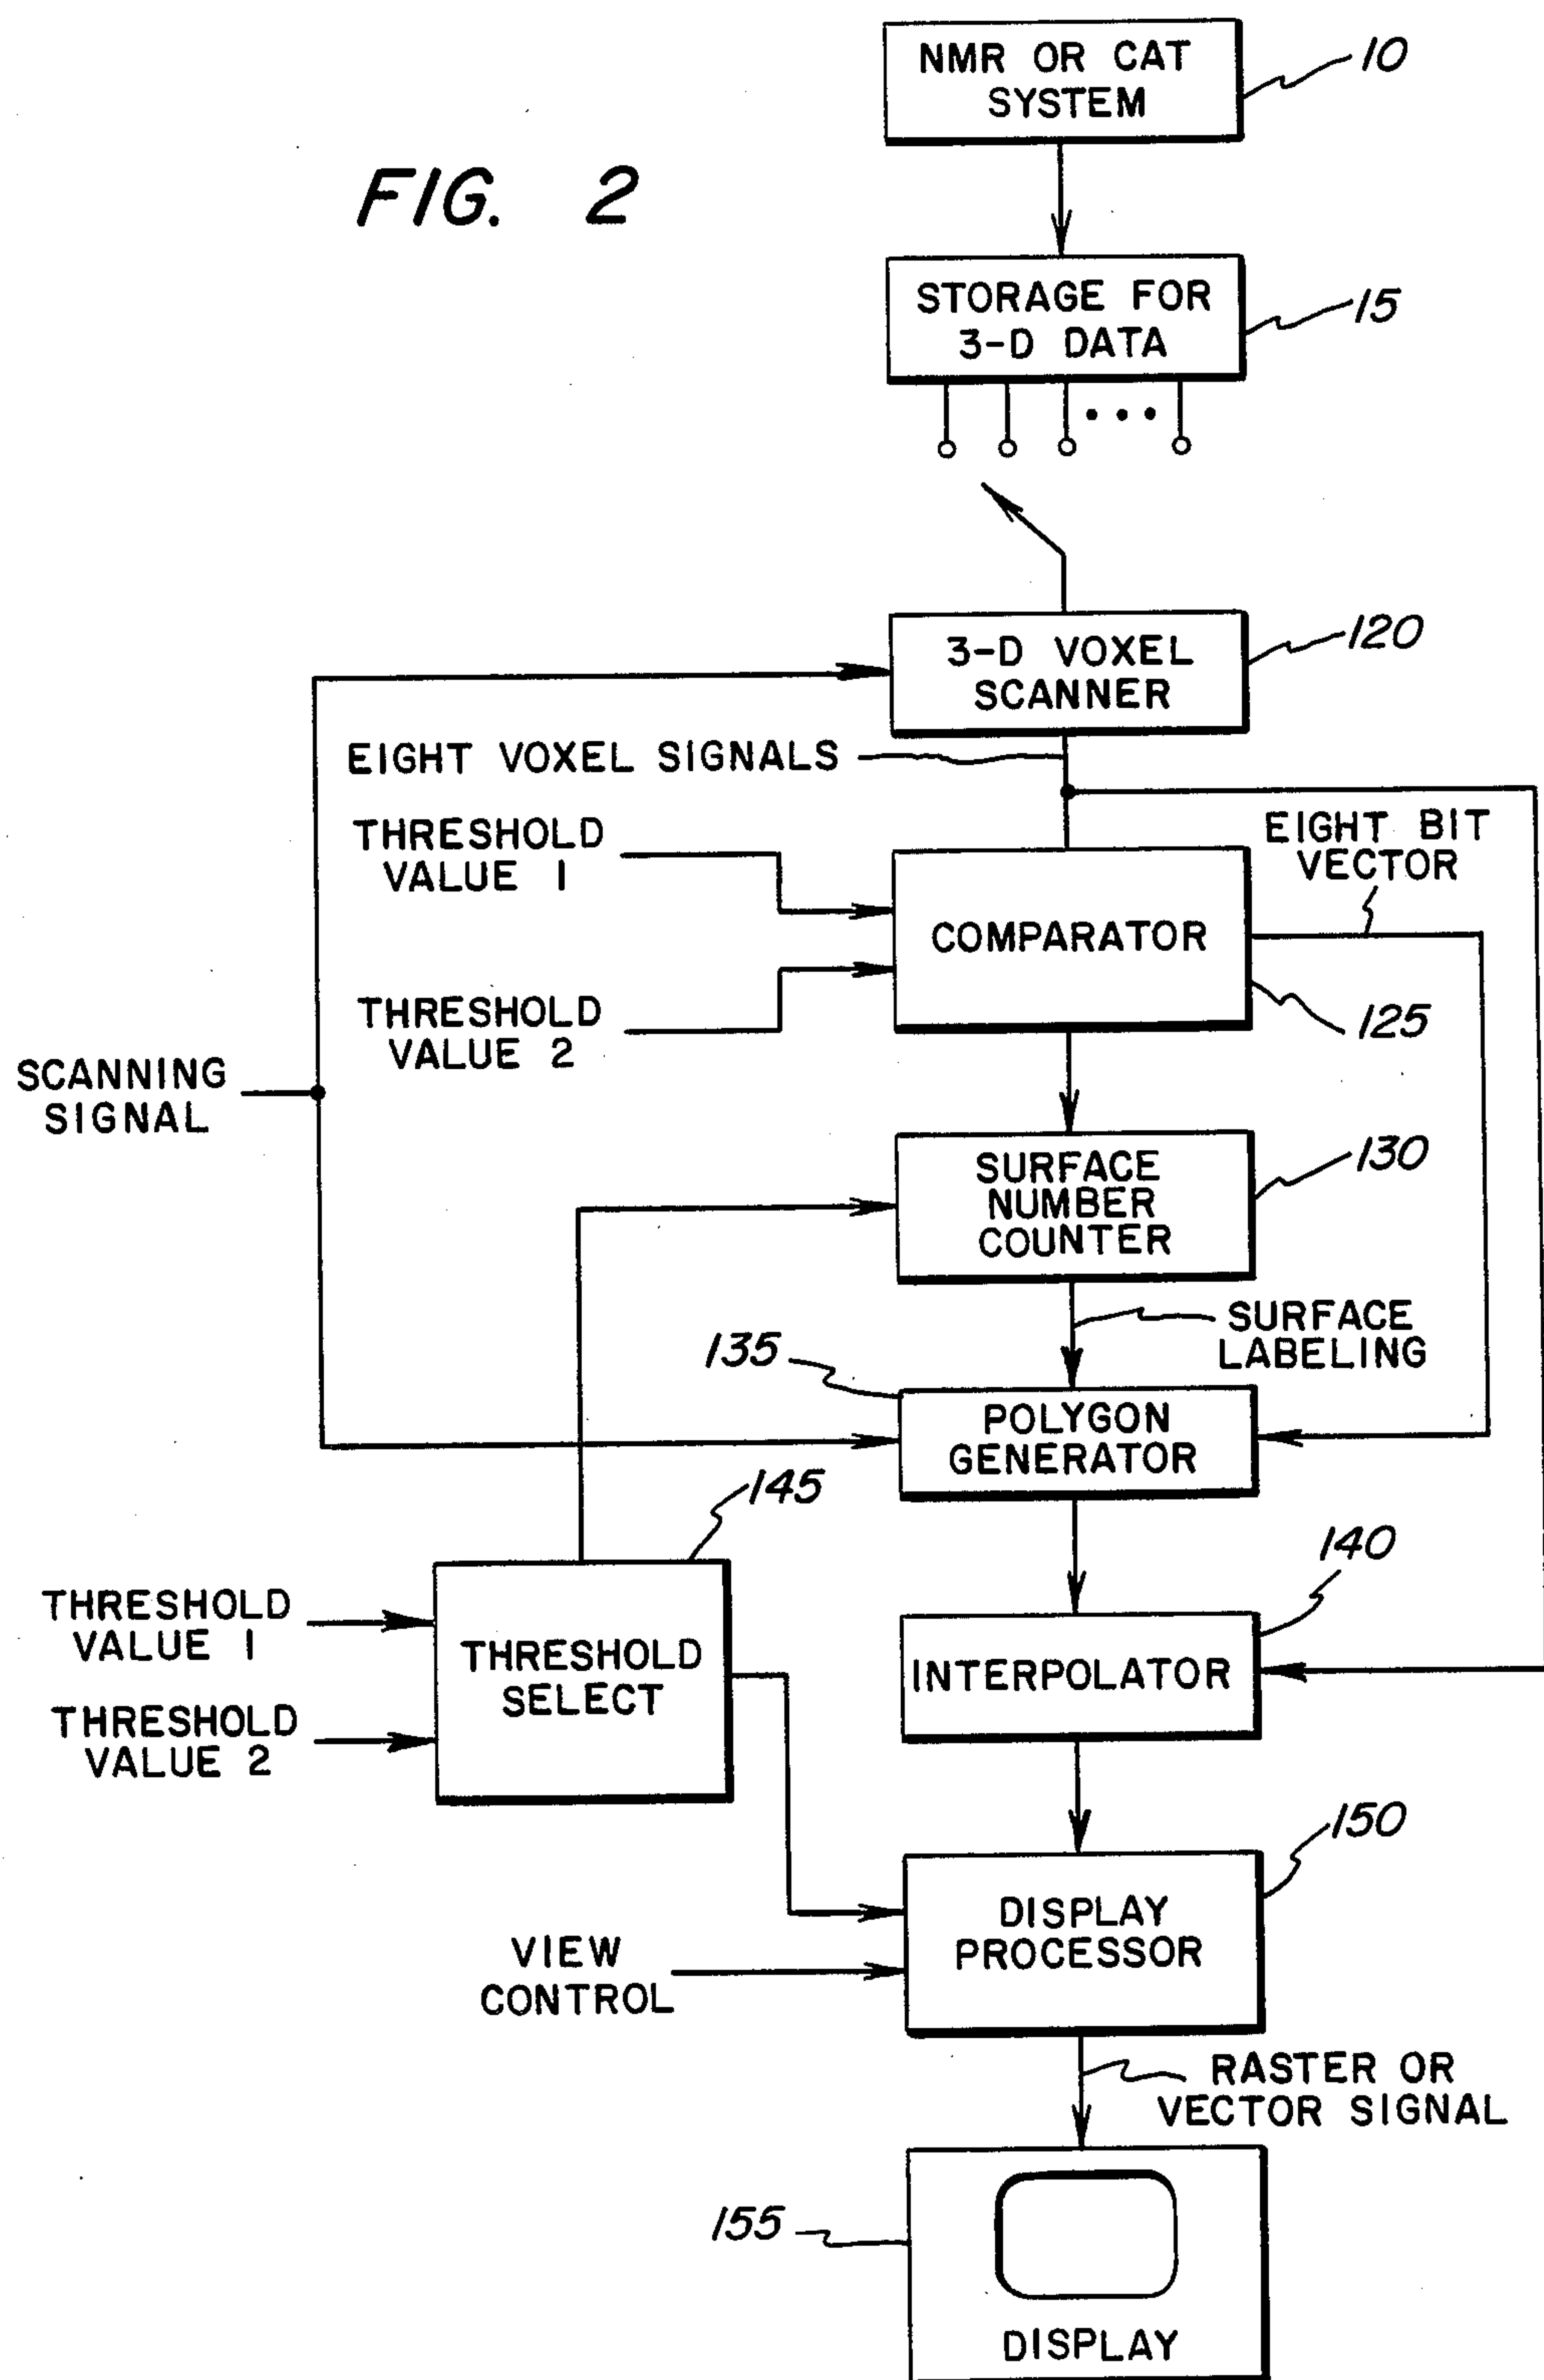 FIG. 2
NMR OR CAT
SYSTEM
10
STORAGE FOR
3-D DATA
15
3-D VOXEL
SCANNER
120
EIGHT VOXEL SIGNALS
THRESHOLD
VALUE 1
EIGHT BIT
VECTOR
COMPARATOR
THRESHOLD
VALUE 2
125
SCANNING
SIGNAL
SURFACE
NUMBER
COUNTER
130
SURFACE
LABELING
135
POLYGON
GENERATOR
145
140
THRESHOLD
VALUE 1
THRESHOLD
SELECT
INTERPOLATOR
THRESHOLD
VALUE 2
150
DISPLAY
PROCESSOR
VIEW
CONTROL
RASTER OR
VECTOR SIGNAL
155
DISPLAY